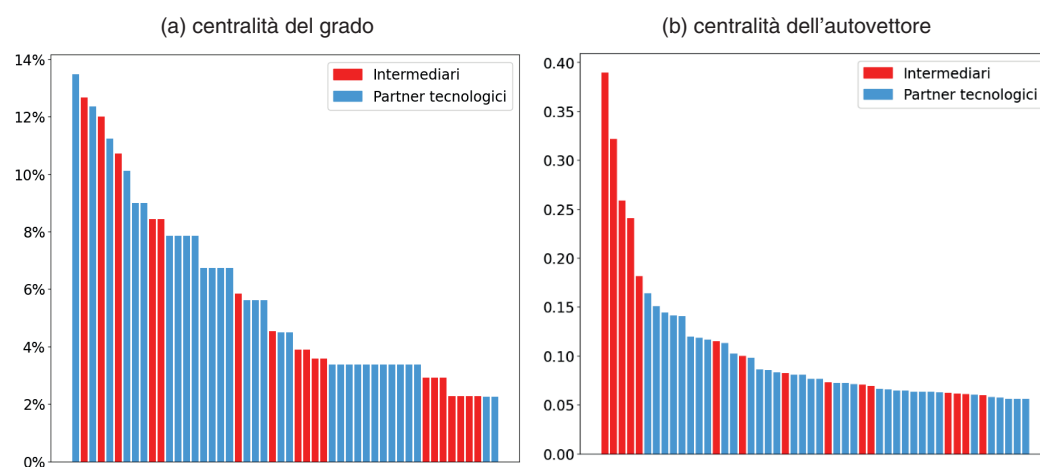 (a) centralità del grado
14%
12%
10%
8%
6%
4%
2%
0%
Intermediari
Partner tecnologici
(b) centralità dell’autovettore
0.40
0.35
0.30
0.25
0.20
0.15
0.10
0.05
0.00
Intermediari
Partner tecnologici